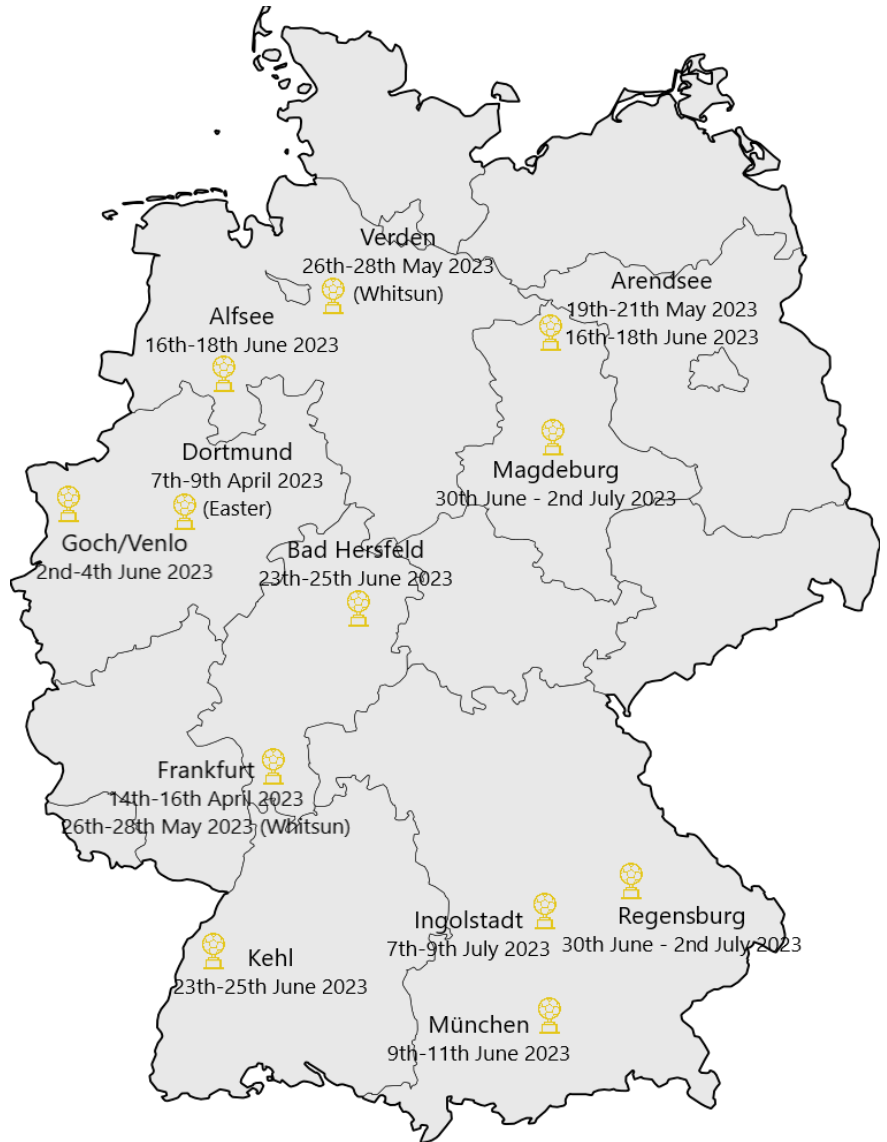 Verden
26th-28th May 2023
(Whitsun)
Arendsee
19th-21th May 2023
16th-18th June 2023
Alfsee
16th-18th June 2023
Dortmund
7th-9th April 2023
(Easter)
Magdeburg
30th June - 2nd July 2023
Goch/Venlo
2nd-4th June 2023
Bad Hersfeld
23th-25th June 2023
Frankfurt
14th-16th April 2023
26th-28th May 2023 (Whitsun)
Ingolstadt
7th-9th July 2023
Regensburg
30th June - 2nd July 2023
Kehl
23th-25th June 2023
München
9th-11th June 2023